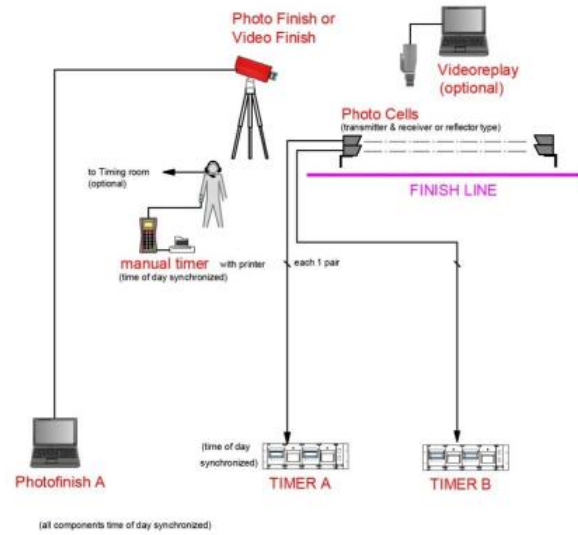 Photo Finish or
Video Finish
Videoreplay
(optional)
Photo Cells
(transmitter & receiver or reflector type)
to Timing room
(optional)
FINISH LINE
manual timer with printer
(time of day synchronized)
each 1 pair
(time of day
synchronized)
Photofinish A
TIMER A
TIMER B
(all components time of day synchronized)